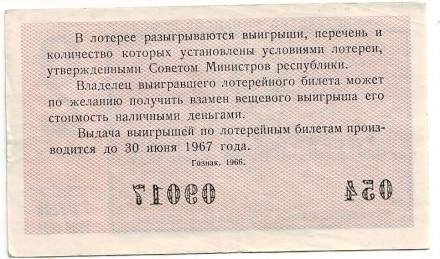 В лотерее разыгрываются выигрыши, перечень и
количество которых установлены условиями лотереи,
утвержденными Советом Министров республики.
Владелец выигравшего лотерейного билета может
по желанию получить взамен вещевого выигрыша его
стоимость наличными деньгами.
Выдача выигрышей по лотерейным билетам произ-
водится до 30 июня 1967 года.
Гознак. 1966.
09017 054